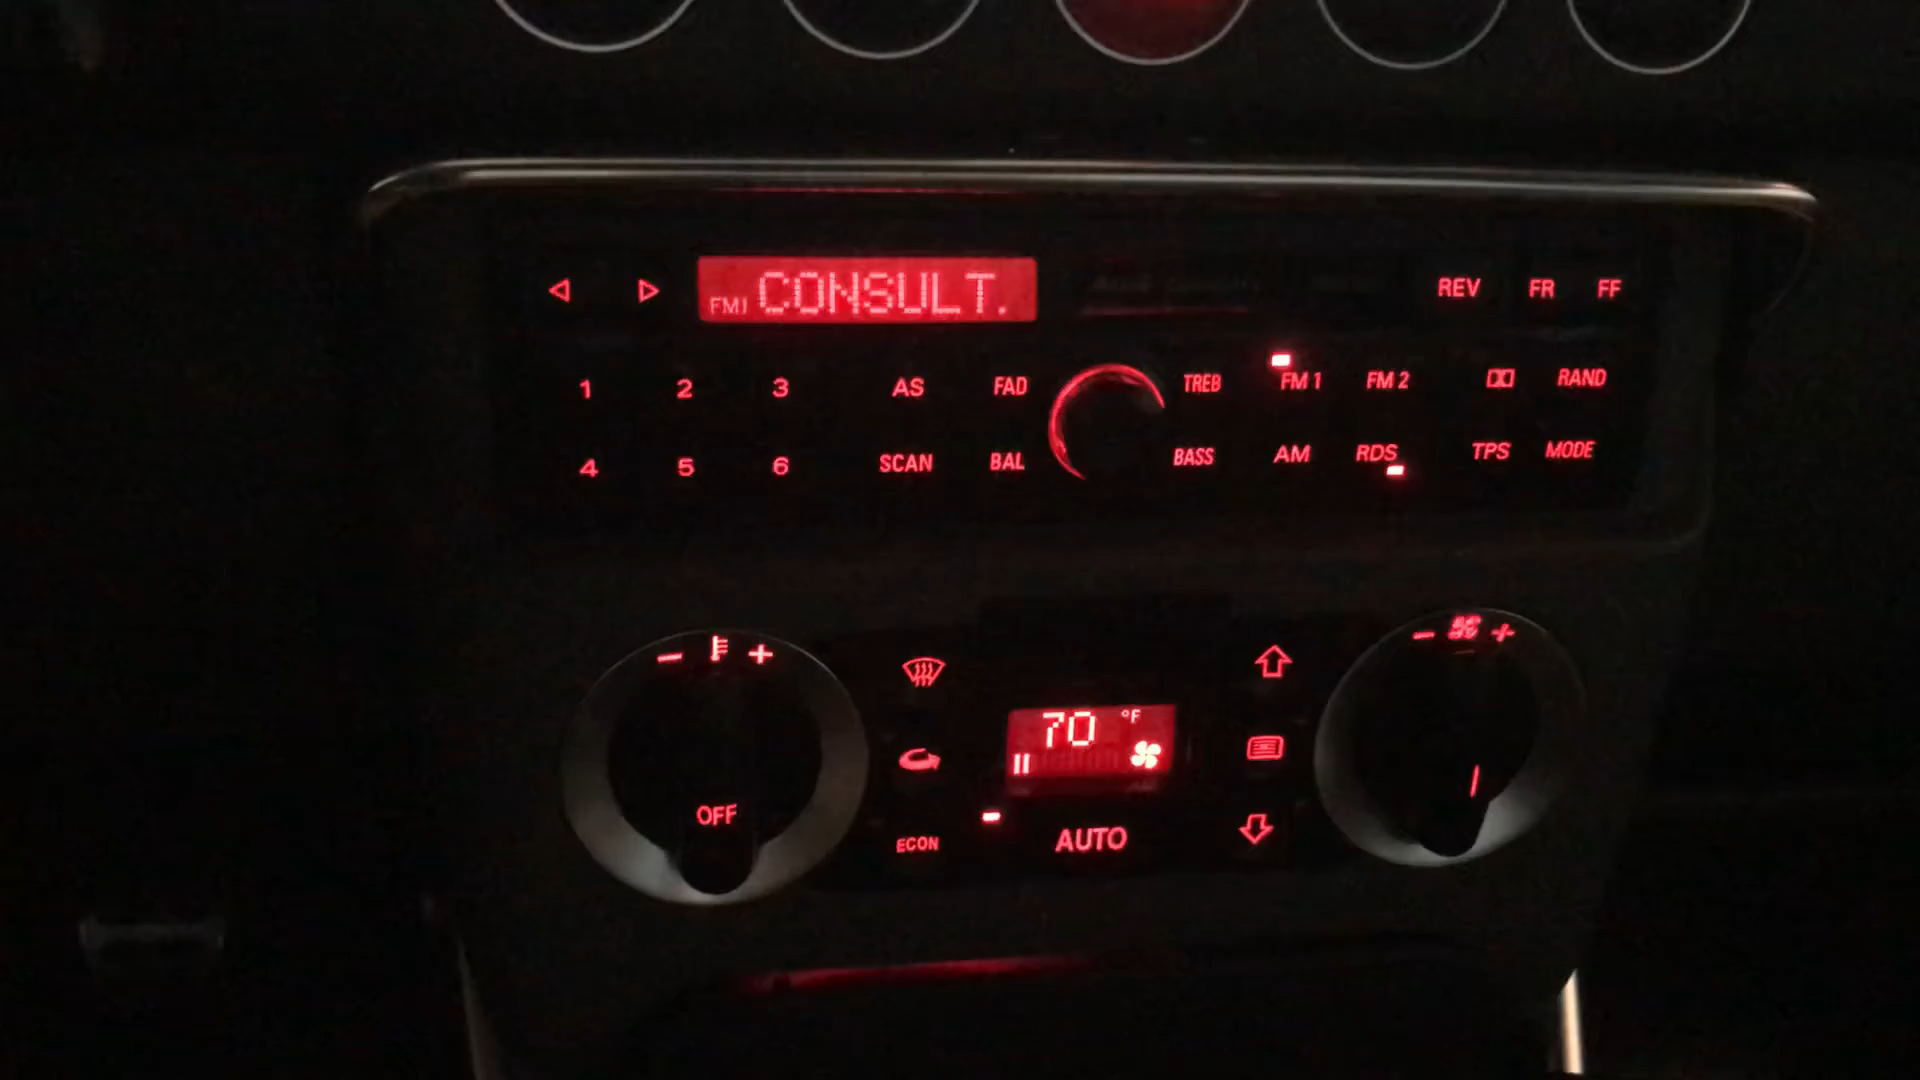 FM1 CONSULT.
REV FR FF
1 2 3 AS FAD TREB FM 1 FM 2 RAND
4 5 6 SCAN BAL BASS AM RDS TPS MODE
- +
- +
70 °F
OFF
ECON AUTO